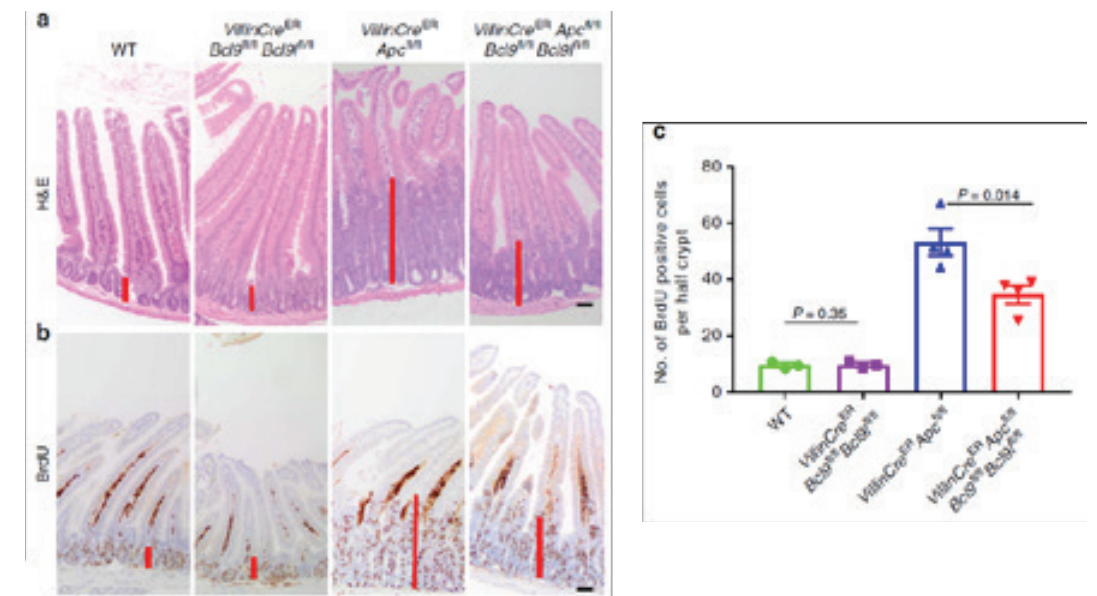 a
WT
VillinCreER
Bcl9fl/fl Bcl9lfl/fl
VillinCreER
Apcfl/fl
VillinCreER Apcfl/fl
Bcl9fl/fl Bcl9lfl/fl
H&E
b
BrdU
c
No. of BrdU positive cells
per half crypt
80
60
40
20
0
P = 0.35
P = 0.014
WT
VillinCreER
Bcl9fl/fl Bcl9lfl/fl
VillinCreER Apcfl/fl
VillinCreER Apcfl/fl
Bcl9fl/fl Bcl9lfl/fl